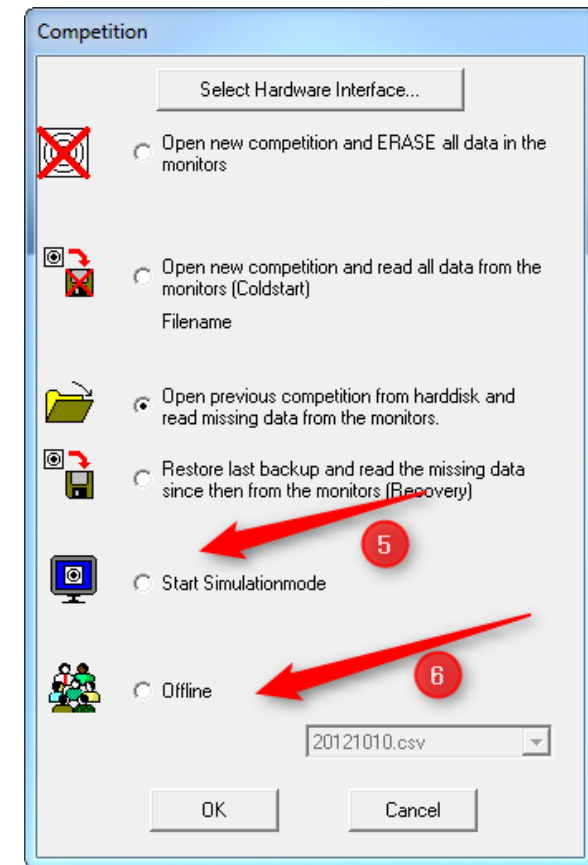 Competition
Select Hardware Interface...
Open new competition and ERASE all data in the
monitors
Open new competition and read all data from the
monitors (Coldstart)
Filename
Open previous competition from harddisk and
read missing data from the monitors.
Restore last backup and read the missing data
since then from the monitors (Recovery)
5
Start Simulationmode
6
Offline
20121010.csv
OK
Cancel